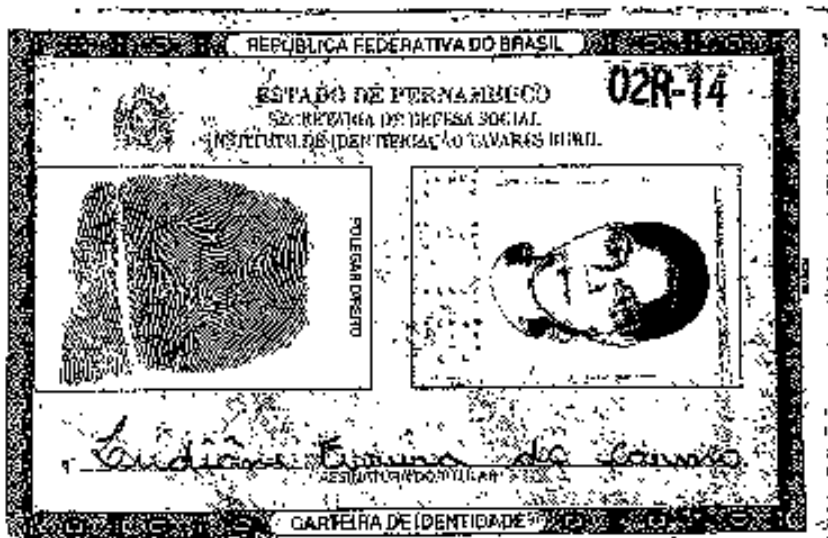 REPÚBLICA FEDERATIVA DO BRASIL
02R-14
ESTADO DE PERNAMBUCO
SECRETARIA DE DEFESA SOCIAL
INSTITUTO DE IDENTIFICAÇÃO TAVARES BURIL
POLEGAR DIREITO
ASSINATURA DO TITULAR
CARTEIRA DE IDENTIDADE